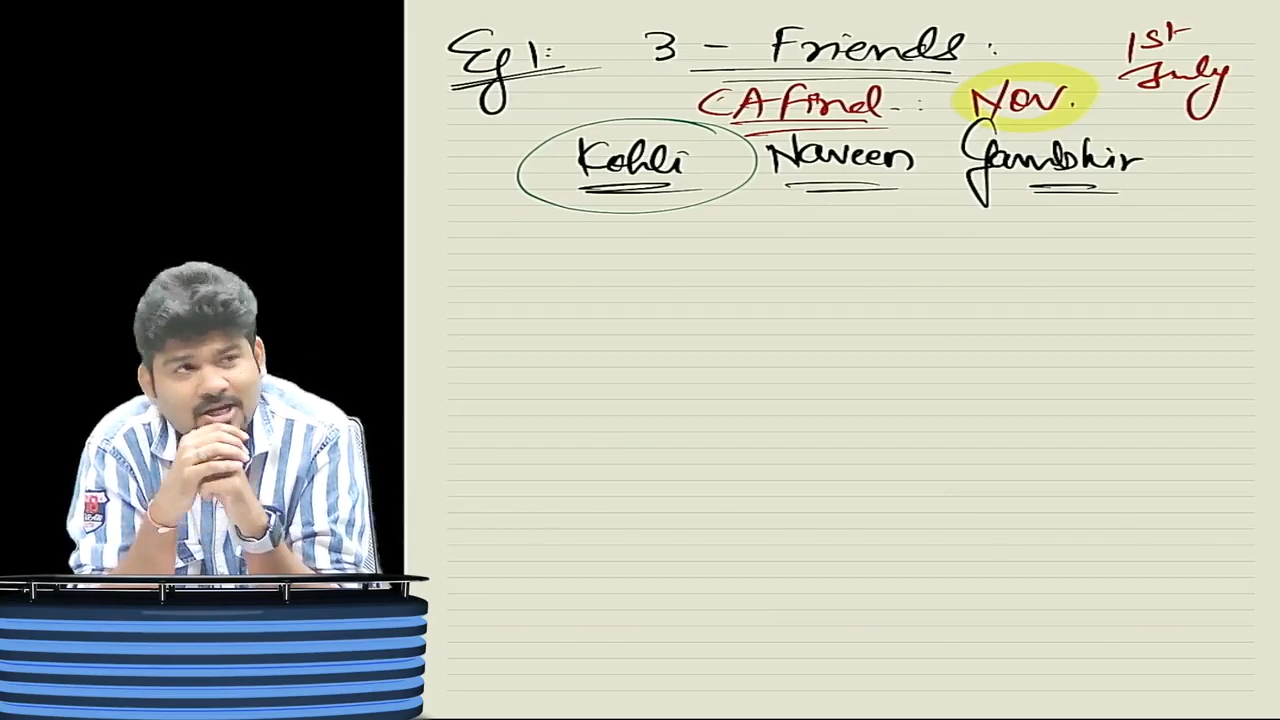 Eg 1: 3 - Friends :
1st July
CA final - : Nov.
Kohli Naveen Gambhir